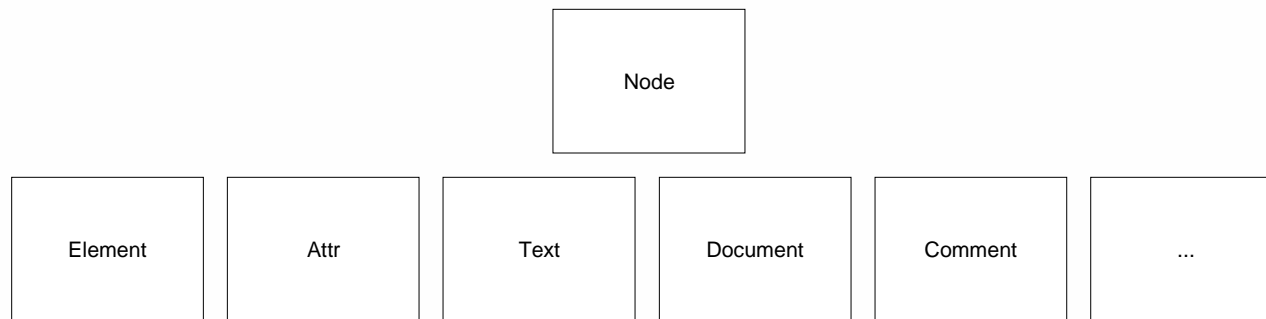 Node
Element
Attr
Text
Document
Comment
...